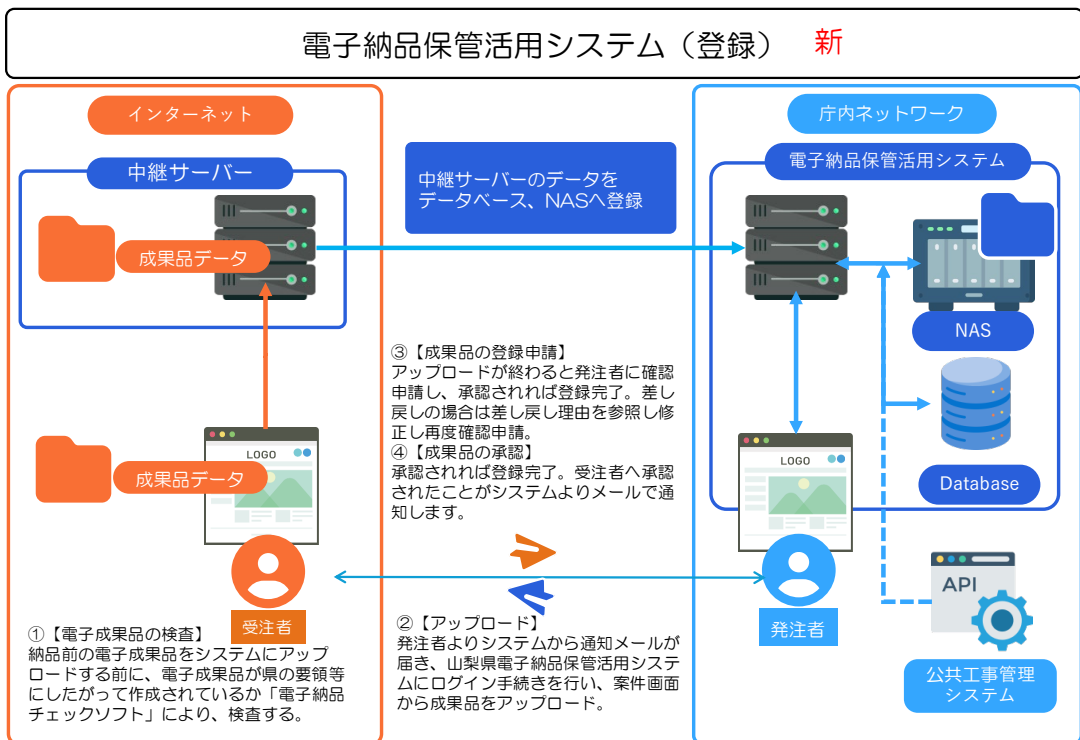 電子納品保管活用システム（登録） 新
インターネット
中継サーバー
成果品データ
中継サーバーのデータを
データベース、NASへ登録
庁内ネットワーク
電子納品保管活用システム
NAS
Database
③【成果品の登録申請】
アップロードが終わると発注者に確認
申請し、承認されれば登録完了。差し
戻しの場合は差し戻し理由を参照し修
正し再度確認申請。
④【成果品の承認】
承認されれば登録完了。受注者へ承認
されたことがシステムよりメールで通
知します。
LOGO
成果品データ
受注者
LOGO
発注者
API
公共工事管理
システム
①【電子成果品の検査】
納品前の電子成果品をシステムにアップ
ロードする前に、電子成果品が県の要領等
にしたがって作成されているか「電子納品
チェックソフト」により、検査する。
②【アップロード】
発注者よりシステムから通知メールが
届き、山梨県電子納品保管活用システ
ムにログイン手続きを行い、案件画面
から成果品をアップロード。